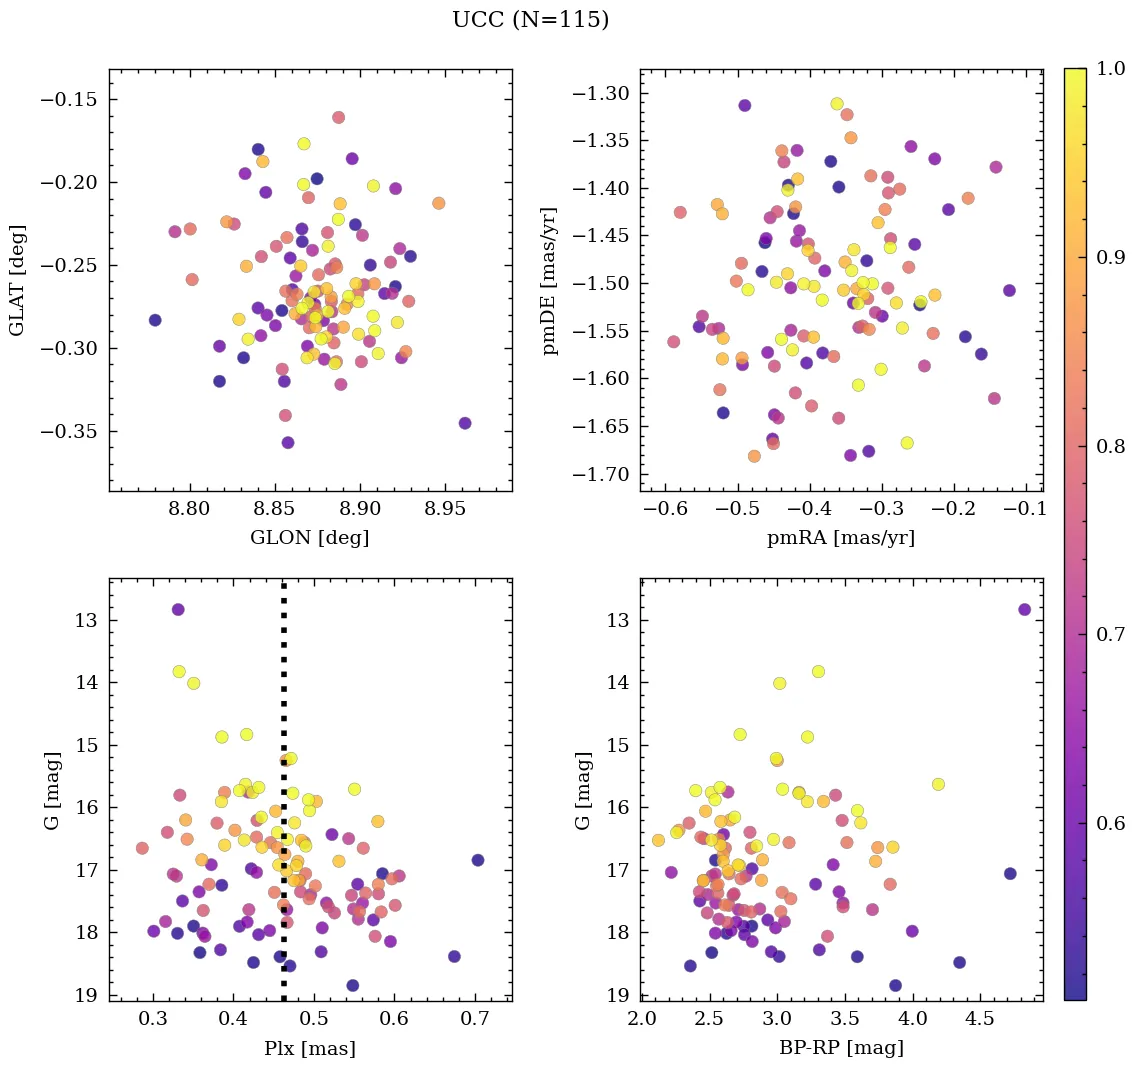 UCC (N=115)
−0.15
−0.20
−0.25
−0.30
−0.35
GLAT [deg]
8.80 8.85 8.90 8.95
GLON [deg]
−1.30
−1.35
−1.40
−1.45
−1.50
−1.55
−1.60
−1.65
−1.70
pmDE [mas/yr]
−0.6 −0.5 −0.4 −0.3 −0.2 −0.1
pmRA [mas/yr]
1.0
0.9
0.8
0.7
0.6
13
14
15
16
17
18
19
G [mag]
0.3 0.4 0.5 0.6 0.7
Plx [mas]
13
14
15
16
17
18
19
G [mag]
2.0 2.5 3.0 3.5 4.0 4.5
BP-RP [mag]